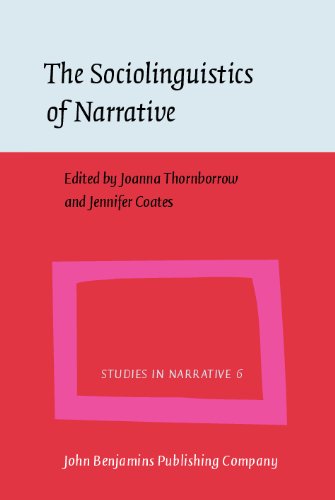 The Sociolinguistics
of Narrative
Edited by Joanna Thornborrow
and Jennifer Coates
STUDIES IN NARRATIVE 6
John Benjamins Publishing Company